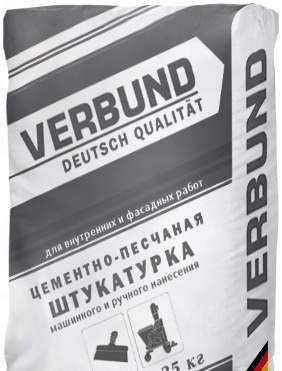 VERBUND
DEUTSCH QUALITÄT
для внутренних и фасадных работ
ЦЕМЕНТНО-ПЕСЧАНАЯ
ШТУКАТУРКА
машинного и ручного нанесения
25 кг
VERBUND